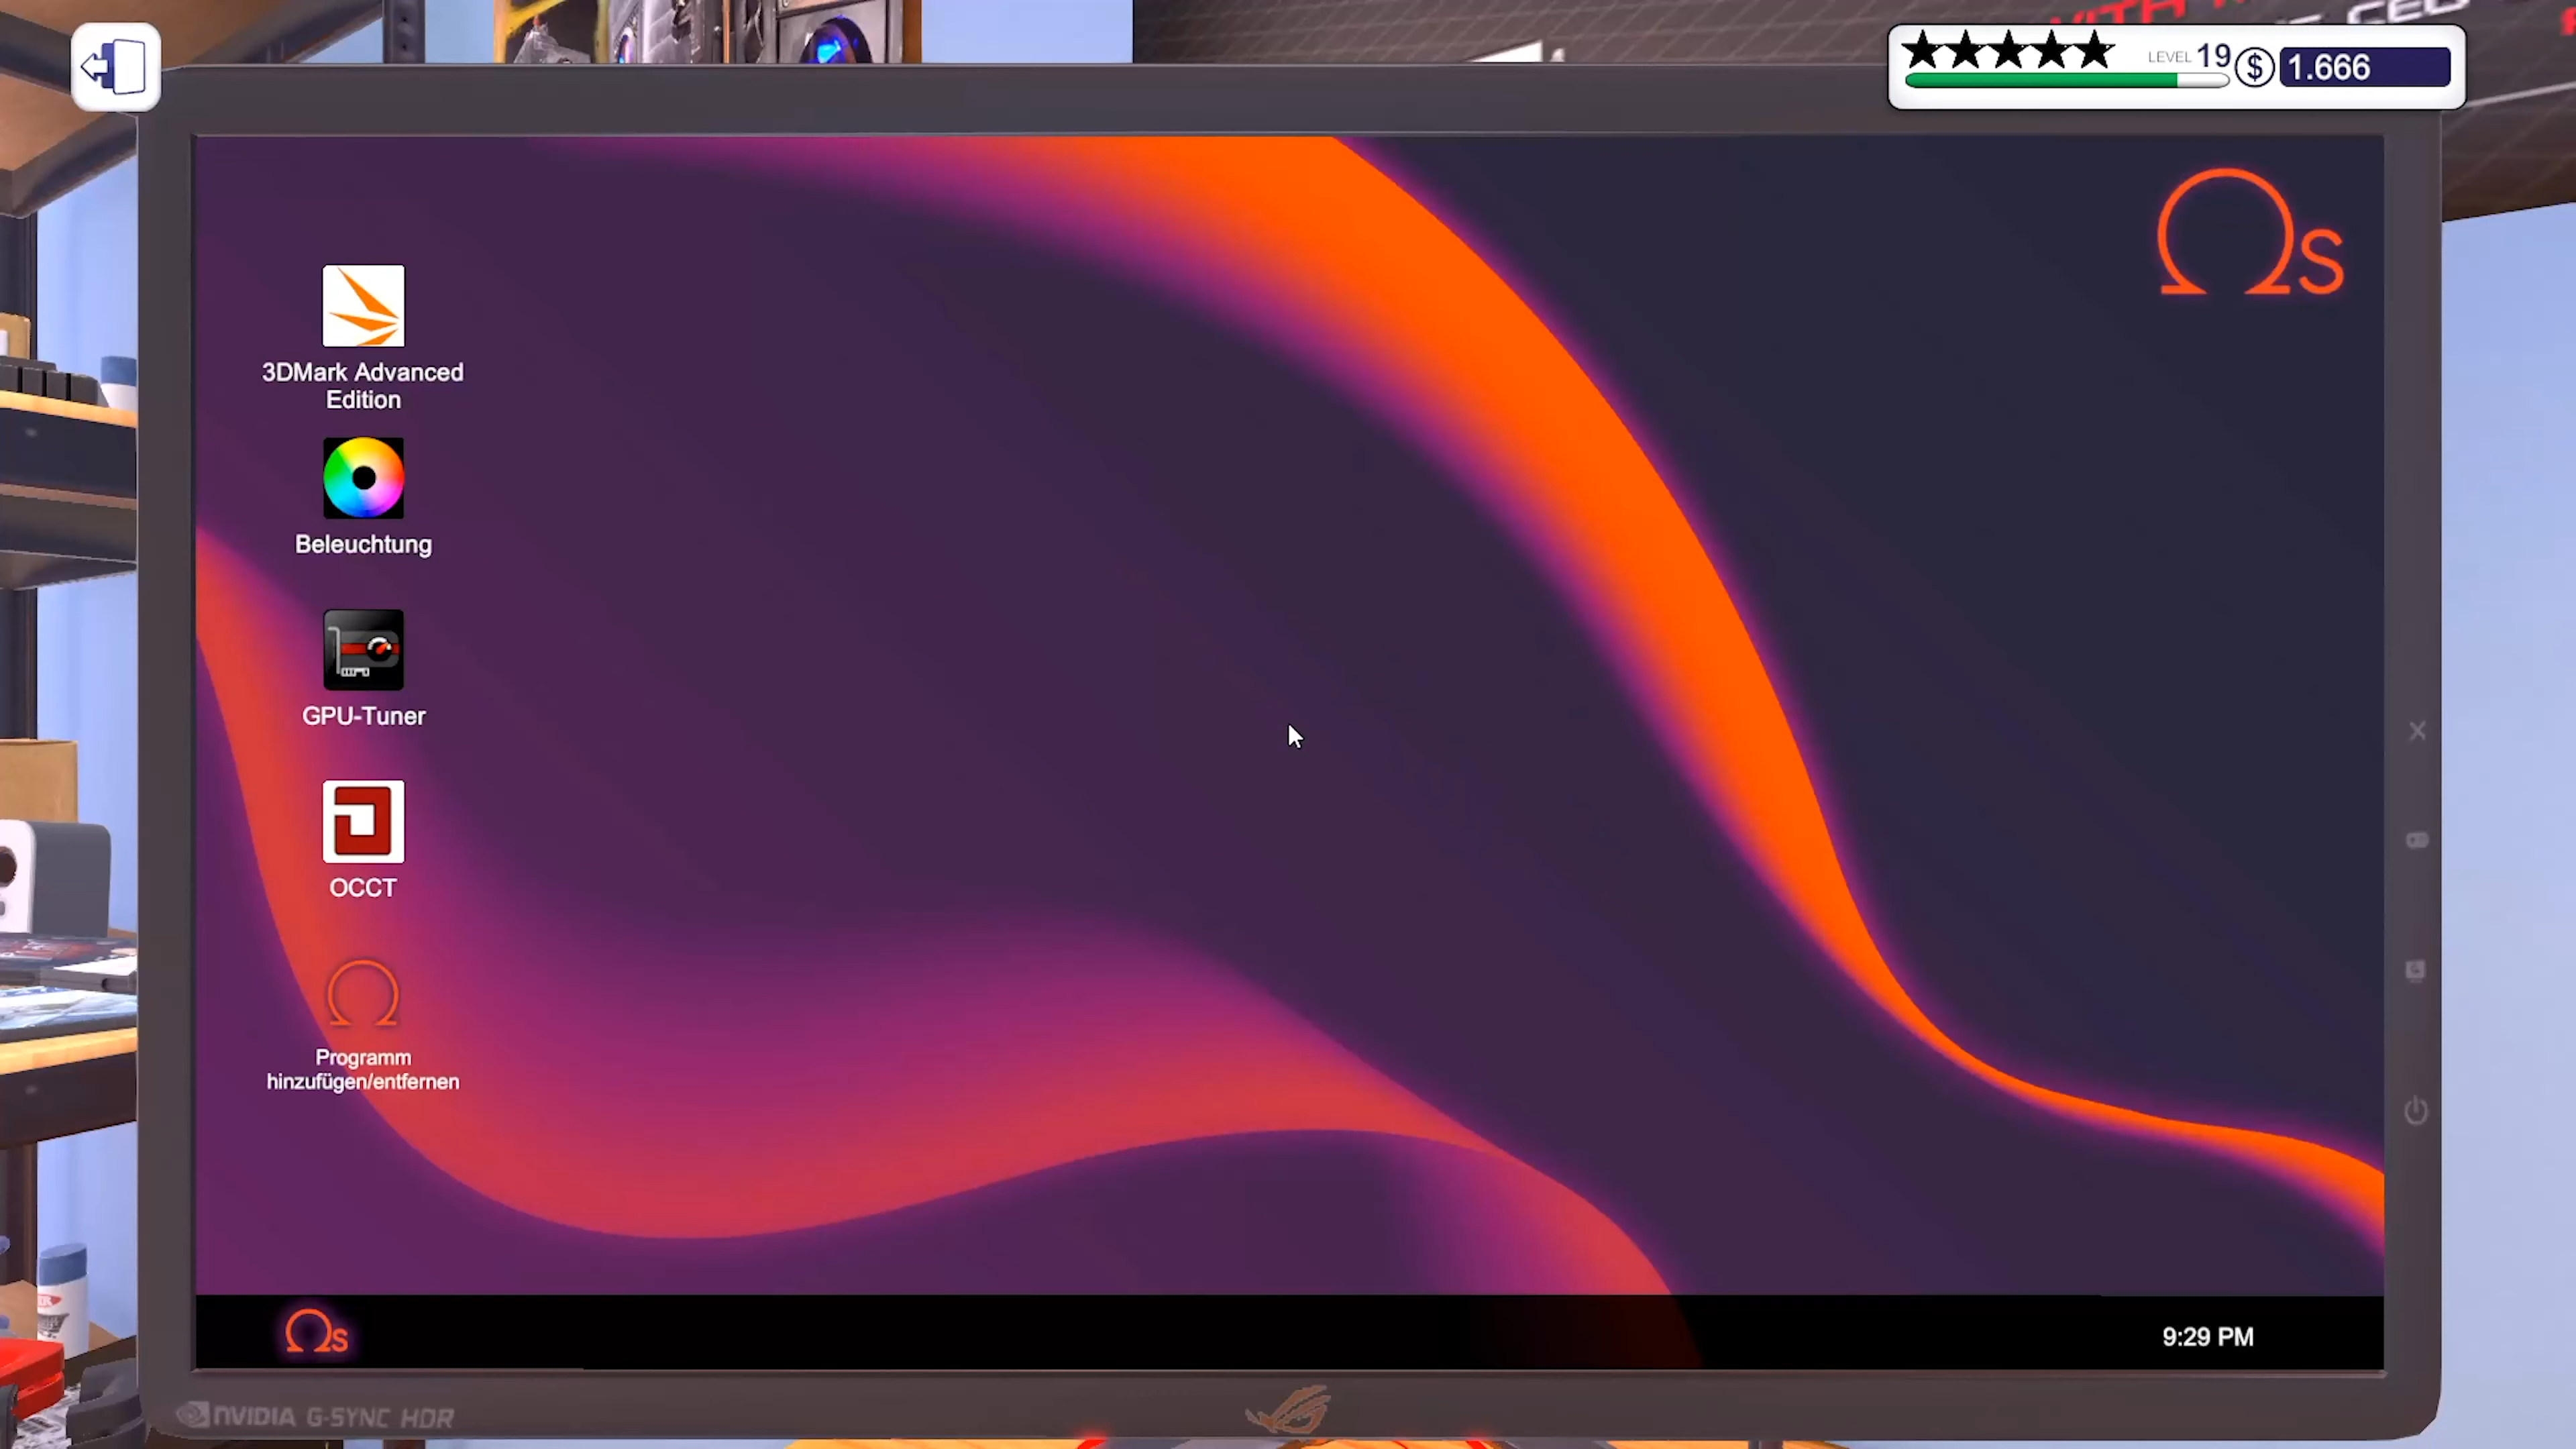 LEVEL 19
$ 1.666
Ωs
3DMark Advanced
Edition
Beleuchtung
GPU-Tuner
OCCT
Programm
hinzufügen/entfernen
Ωs
9:29 PM
NVIDIA G-SYNC HDR